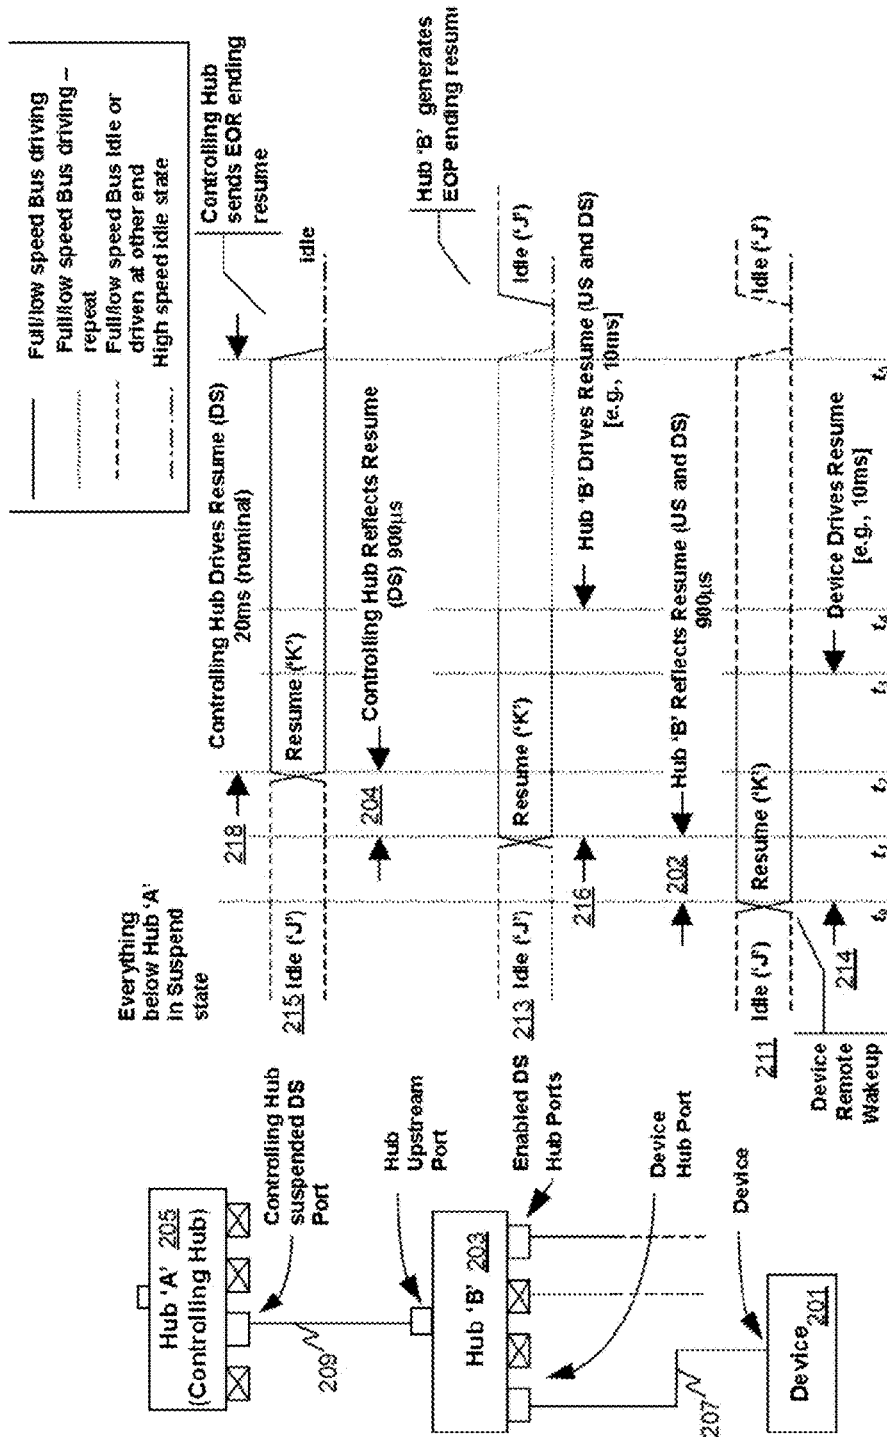 Full/low speed Bus driving
Full/low speed Bus driving –
repeat
Full/low speed Bus Idle or
driven at other end
High speed idle state
Everything
below Hub 'A'
in Suspend
state
Hub 'A' 205
(Controlling Hub)
Controlling Hub
suspended DS
Port
209
Hub
Upstream
Port
Hub 'B' 203
Enabled DS
Hub Ports
Device
Hub Port
207
Device
Device 201
218
Controlling Hub Drives Resume (DS)
20ms (nominal)
Controlling Hub
sends EOR ending
resume
215 Idle ('J')
Resume ('K')
idle
204
Controlling Hub Reflects Resume
(DS) 900µs
Hub 'B' generates
EOP ending resum
213 Idle ('J')
Resume ('K')
Idle ('J')
216
Hub 'B' Drives Resume (US and DS)
[e.g., 10ms]
202
Hub 'B' Reflects Resume (US and DS)
900µs
211
Idle ('J')
Resume ('K')
Idle ('J')
Device
Remote
Wakeup
214
Device Drives Resume
[e.g., 10ms]
t0
t1
t2
t3
t4